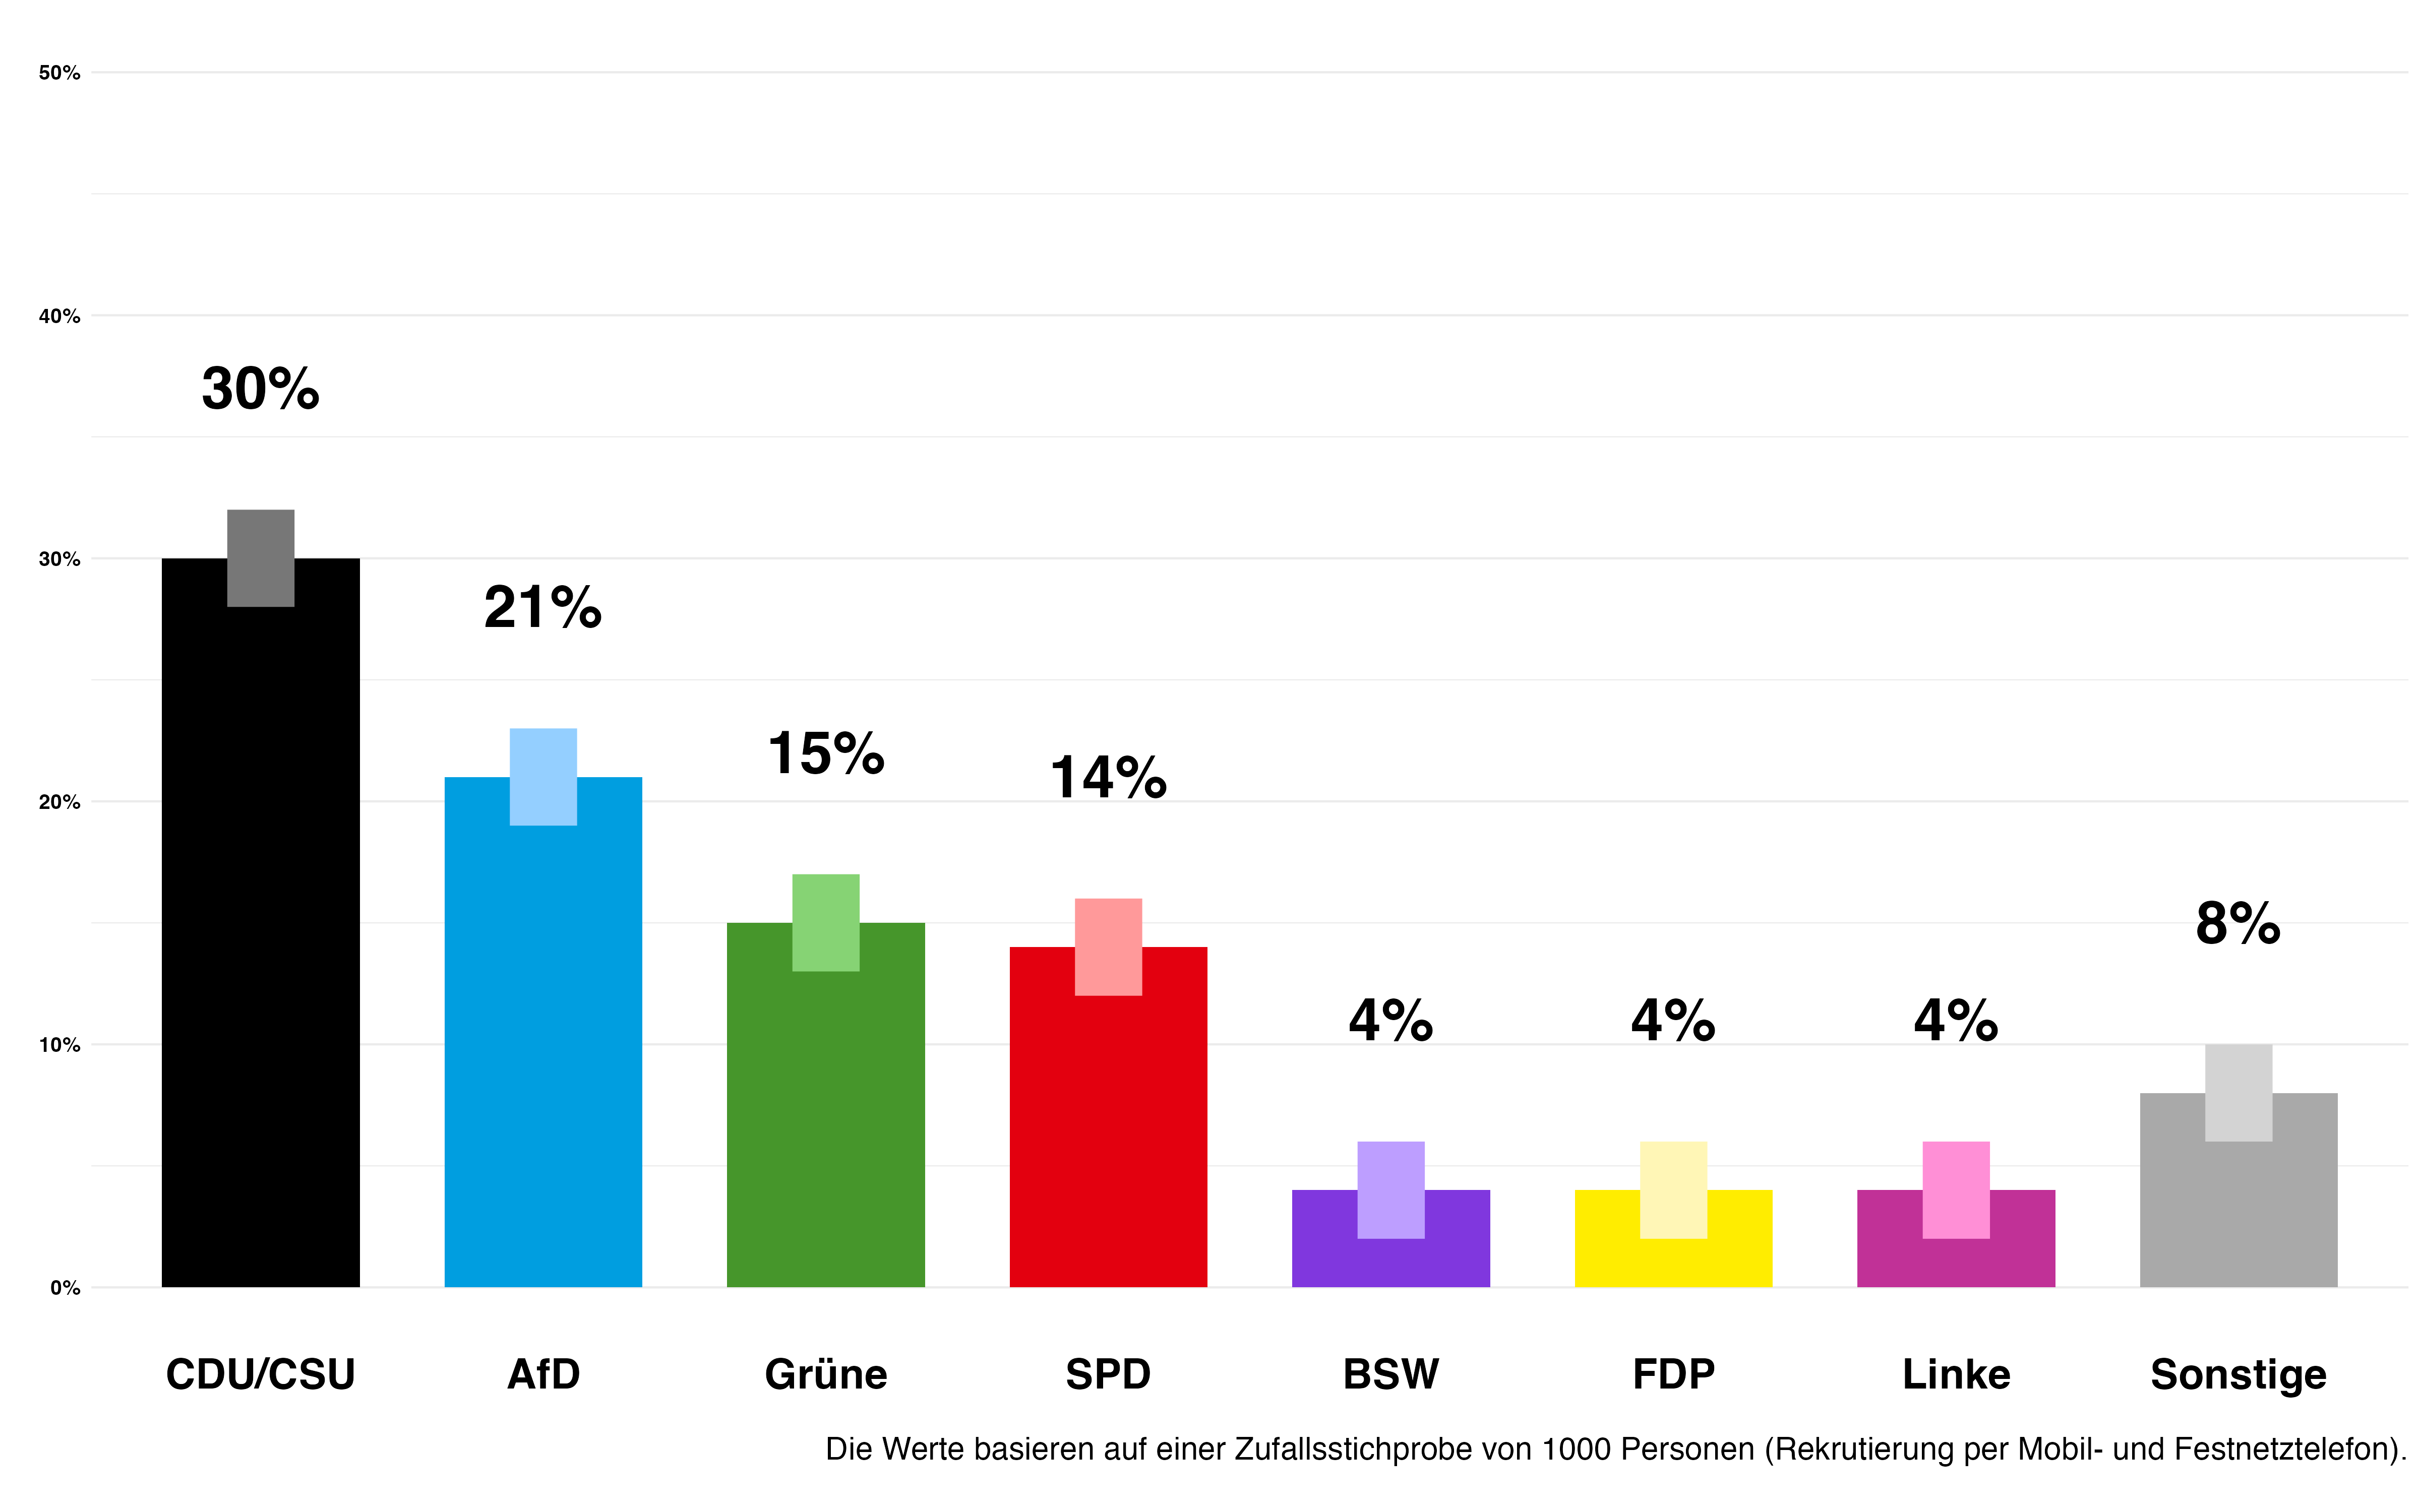 50%
40%
30%
20%
10%
0%
30%
21%
15%
14%
4%
4%
4%
8%
CDU/CSU
AfD
Grüne
SPD
BSW
FDP
Linke
Sonstige
Die Werte basieren auf einer Zufallsstichprobe von 1000 Personen (Rekrutierung per Mobil- und Festnetztelefon).